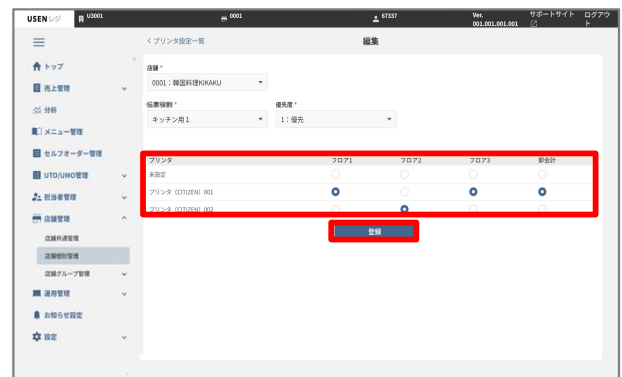 USEN レジ U3001 0001 67337 Ver. 001.001.001.001 サポートサイト ログアウト
< プリンタ設定一覧 編集
トップ
売上管理
分析
メニュー管理
セルフオーダー管理
UTO/UNO管理
担当者管理
店舗管理
店舗共通管理
店舗個別管理
店舗グループ管理
運用管理
お知らせ設定
設定
店舗 *
0001：韓国料理KIKAKU
伝票種別 * 優先度 *
キッチン用1 1：優先
プリンタ フロア1 フロア2 フロア3 即会計
未設定
プリンタ（CITIZEN）001
プリンタ（CITIZEN）002
登録